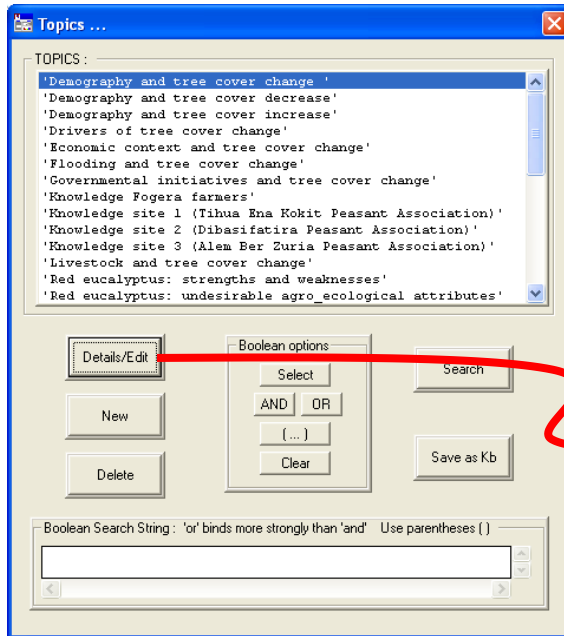 Topics ...
TOPICS :
'Demography and tree cover change '
'Demography and tree cover decrease'
'Demography and tree cover increase'
'Drivers of tree cover change'
'Economic context and tree cover change'
'Flooding and tree cover change'
'Governmental initiatives and tree cover change'
'Knowledge Fogera farmers'
'Knowledge site 1 (Tihua Ena Kokit Peasant Association)'
'Knowledge site 2 (Dibasifatira Peasant Association)'
'Knowledge site 3 (Alem Ber Zuria Peasant Association)'
'Livestock and tree cover change'
'Red eucalyptus: strengths and weaknesses'
'Red eucalyptus: undesirable agro_ecological attributes'
Details/Edit
New
Delete
Boolean options
Select
AND OR
( ... )
Clear
Search
Save as Kb
Boolean Search String : 'or' binds more strongly than 'and' Use parentheses ( )